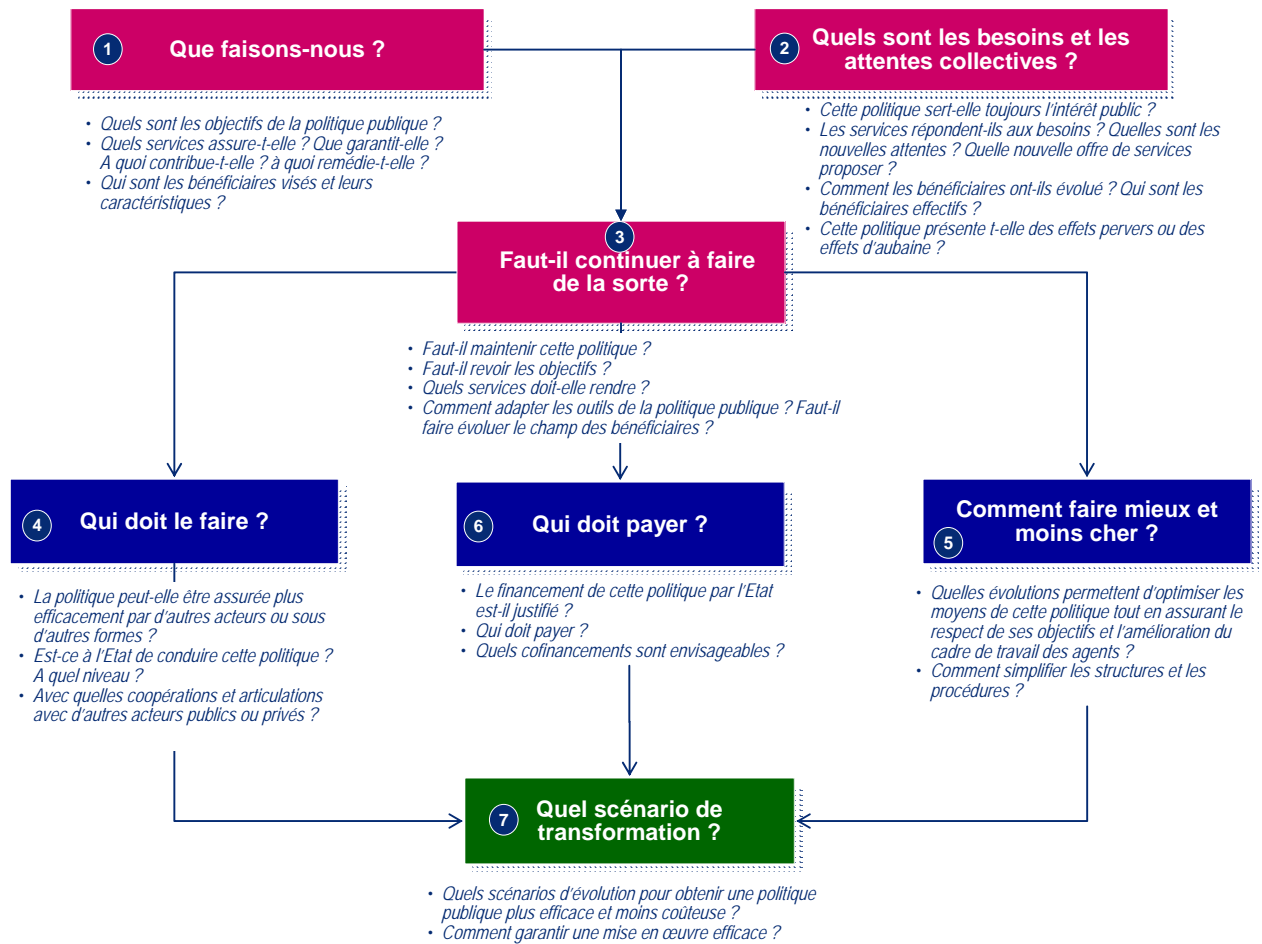 1
Que faisons-nous ?
2
Quels sont les besoins et les
attentes collectives ?
• Quels sont les objectifs de la politique publique ?
• Quels services assure-t-elle ? Que garantit-elle ?
A quoi contribue-t-elle ? à quoi remédie-t-elle ?
• Qui sont les bénéficiaires visés et leurs
caractéristiques ?
• Cette politique sert-elle toujours l'intérêt public ?
• Les services répondent-ils aux besoins ? Quelles sont les
nouvelles attentes ? Quelle nouvelle offre de services
proposer ?
• Comment les bénéficiaires ont-ils évolué ? Qui sont les
bénéficiaires effectifs ?
• Cette politique présente t-elle des effets pervers ou des
effets d'aubaine ?
3
Faut-il continuer à faire
de la sorte ?
• Faut-il maintenir cette politique ?
• Faut-il revoir les objectifs ?
• Quels services doit-elle rendre ?
• Comment adapter les outils de la politique publique ? Faut-il
faire évoluer le champ des bénéficiaires ?
4
Qui doit le faire ?
• La politique peut-elle être assurée plus
efficacement par d'autres acteurs ou sous
d'autres formes ?
• Est-ce à l'Etat de conduire cette politique ?
A quel niveau ?
• Avec quelles coopérations et articulations
avec d'autres acteurs publics ou privés ?
6
Qui doit payer ?
• Le financement de cette politique par l'Etat
est-il justifié ?
• Qui doit payer ?
• Quels cofinancements sont envisageables ?
Comment faire mieux et
moins cher ?
5
• Quelles évolutions permettent d'optimiser les
moyens de cette politique tout en assurant le
respect de ses objectifs et l'amélioration du
cadre de travail des agents ?
• Comment simplifier les structures et les
procédures ?
7
Quel scénario de
transformation ?
• Quels scénarios d'évolution pour obtenir une politique
publique plus efficace et moins coûteuse ?
• Comment garantir une mise en œuvre efficace ?